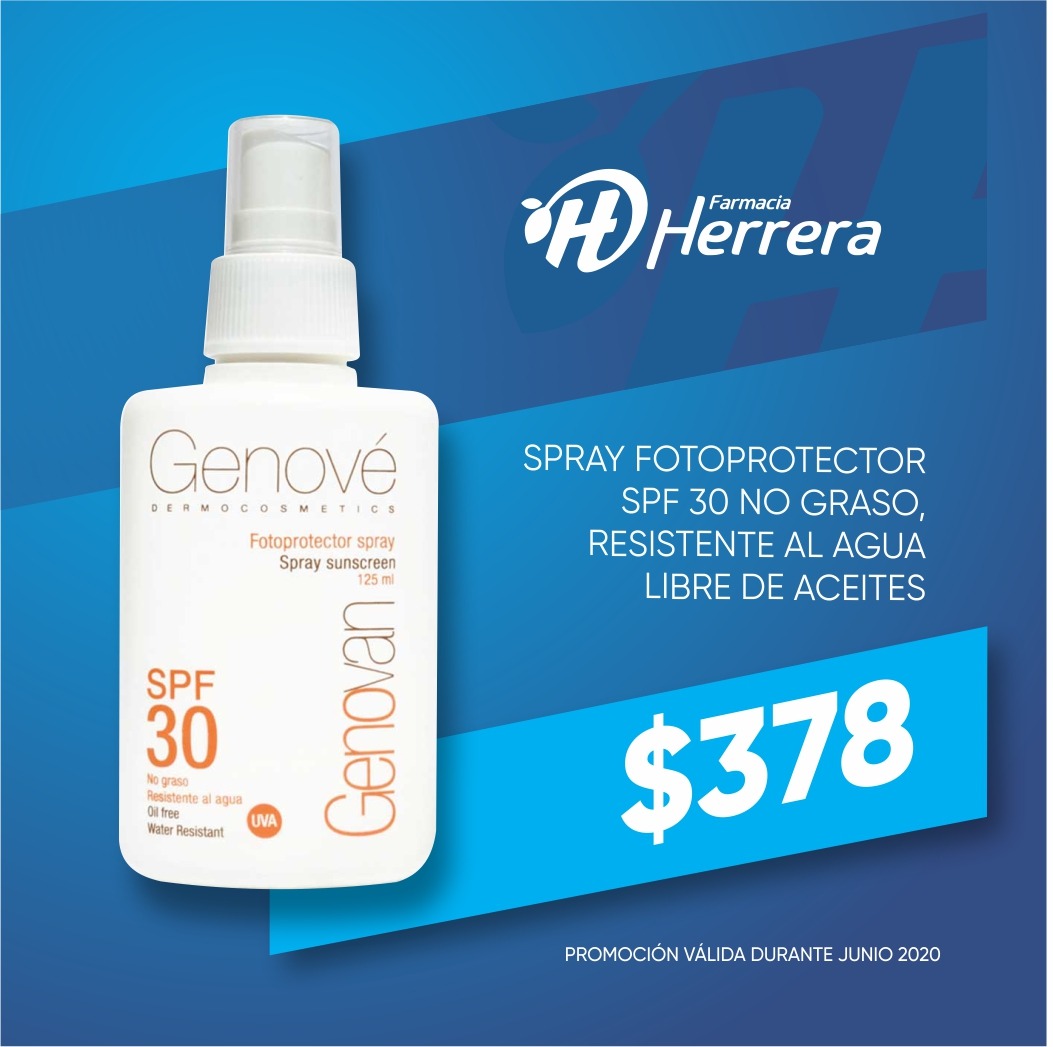 Farmacia
Herrera
Genové
DERMOCOSMETICS
Fotoprotector spray
Spray sunscreen
125 ml
Genovan
SPF
30
No graso
Resistente al agua
Oil free
Water Resistant
UVA
SPRAY FOTOPROTECTOR
SPF 30 NO GRASO,
RESISTENTE AL AGUA
LIBRE DE ACEITES
$378
PROMOCIÓN VÁLIDA DURANTE JUNIO 2020